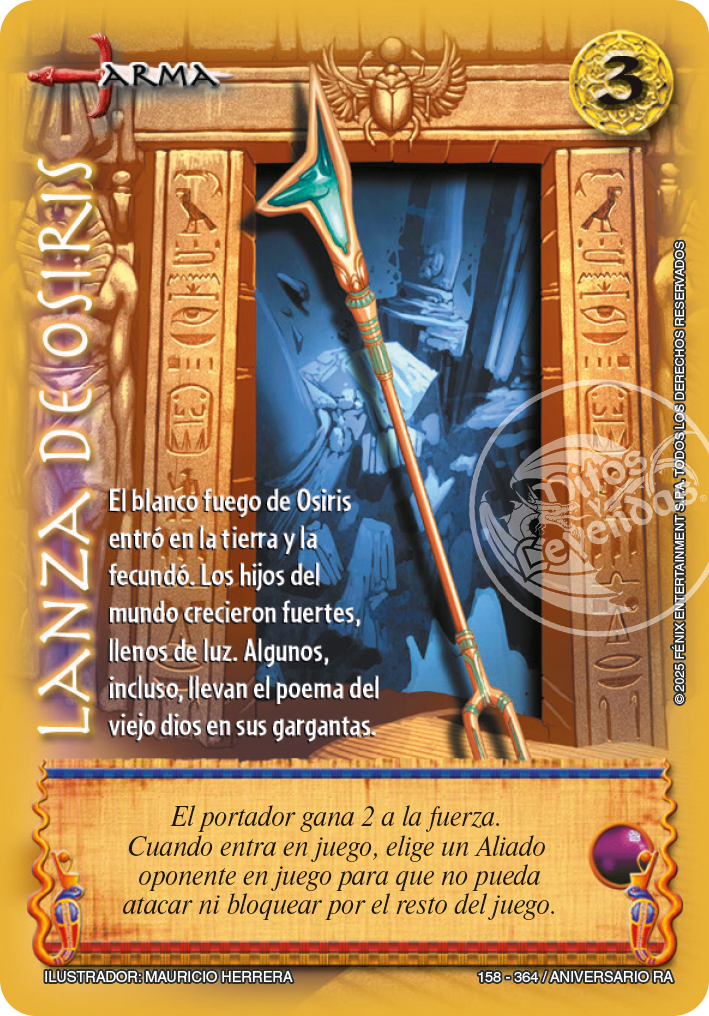 ARMA
3
LANZA DE OSIRIS
El blanco fuego de Osiris
entró en la tierra y la
fecundó. Los hijos del
mundo crecieron fuertes,
llenos de luz. Algunos,
incluso, llevan el poema del
viejo dios en sus gargantas.
© 2025 FÉNIX ENTERTAINMENT S.P.A. TODOS LOS DERECHOS RESERVADOS
Mitos
y
Leyendas®
El portador gana 2 a la fuerza.
Cuando entra en juego, elige un Aliado
oponente en juego para que no pueda
atacar ni bloquear por el resto del juego.
ILUSTRADOR: MAURICIO HERRERA
158 - 364 / ANIVERSARIO RA